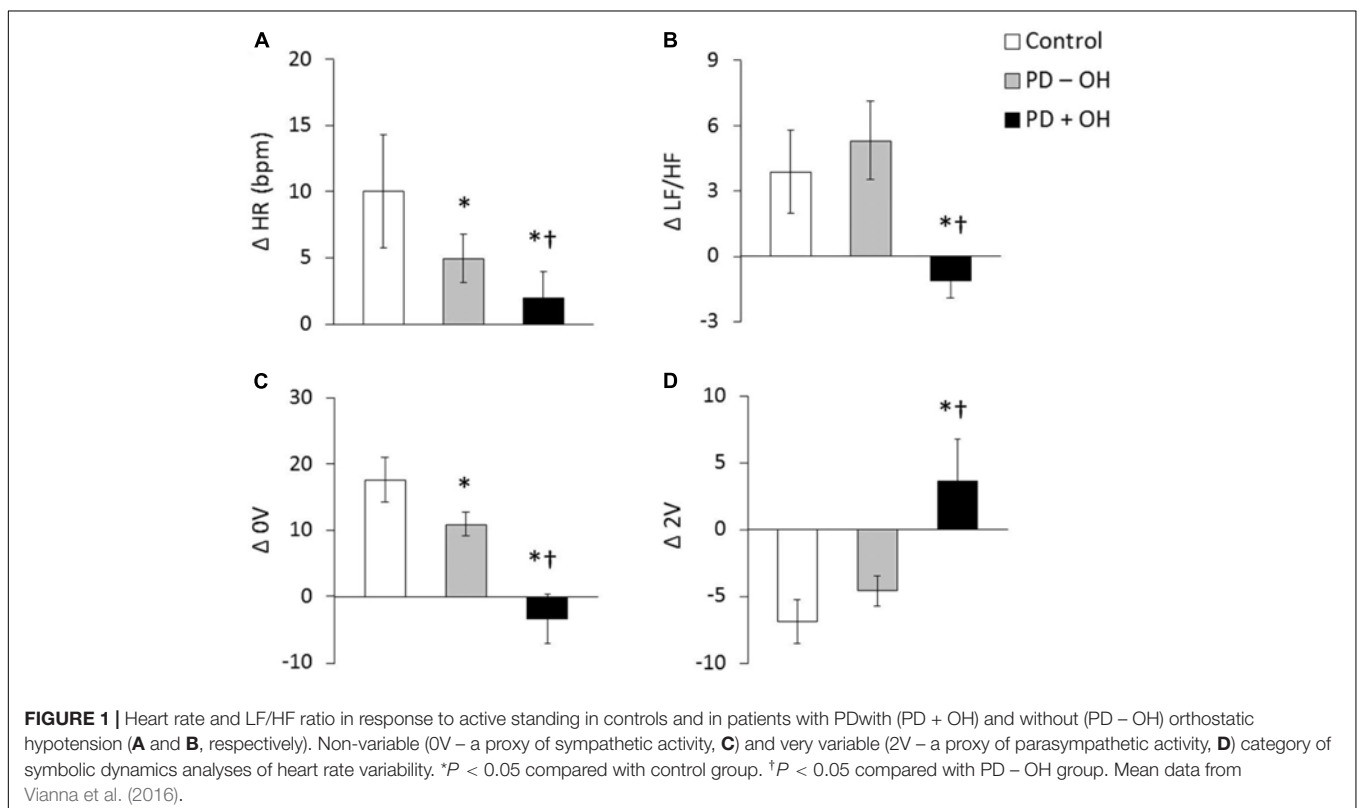 A
20
15
10
5
0
Δ HR (bpm)
*
*†
B
9
6
3
0
-3
Δ LF/HF
*†
Control
PD – OH
PD + OH
C
30
20
10
0
-10
Δ 0V
*
*†
D
10
5
0
-5
-10
Δ 2V
*†
FIGURE 1 | Heart rate and LF/HF ratio in response to active standing in controls and in patients with PDwith (PD + OH) and without (PD – OH) orthostatic
hypotension (A and B, respectively). Non-variable (0V – a proxy of sympathetic activity, C) and very variable (2V – a proxy of parasympathetic activity, D) category of
symbolic dynamics analyses of heart rate variability. *P < 0.05 compared with control group. †P < 0.05 compared with PD – OH group. Mean data from
Vianna et al. (2016).